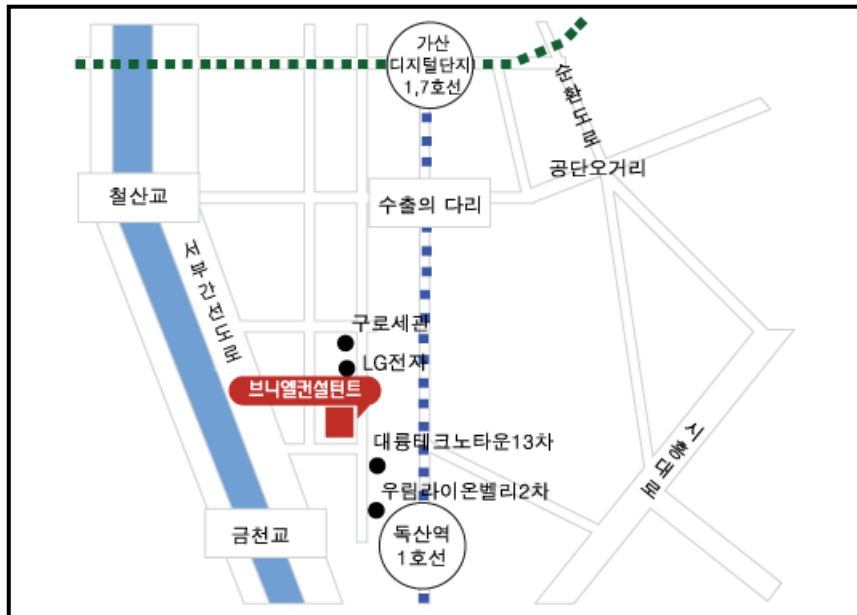 가산
디지털단지
1,7호선
순환도로
공단오거리
철산교
수출의 다리
서부간선도로
구로세관
LG전자
브니엘컨설턴트
대륭테크노타운13차
시흥대로
우림라이온벨리2차
금천교
독산역
1호선